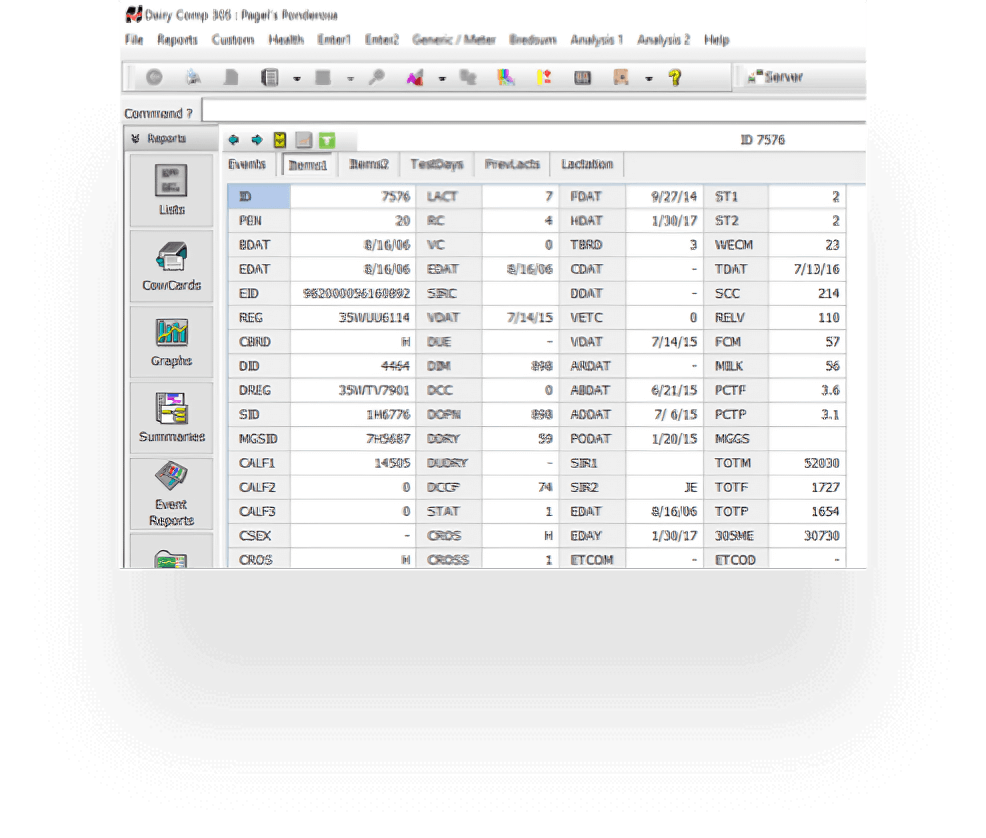 Dairy Comp 305 : Pagel's Ponderosa
File Reports Custom Health Enter1 Enter2 Generic / Meter Bredsum Analysis 1 Analysis 2 Help
Server
Command ?
Reports ID 7576
Events Items1 Items2 TestDays PrevLacts Lactation
ID 7576 LACT 7 FDAT 9/27/14 ST1 2
Lists
PEN 20 RC 4 HDAT 1/30/17 ST2 2
BDAT 8/16/06 VC 0 TBRD 3 WECM 23
EDAT 8/16/06 EDAT 8/16/06 CDAT - TDAT 7/13/16
CowCards
EID SIRC DDAT - SCC 214
REG VDAT 7/14/15 VETC 0 RELV 110
CBRD H DUE - VDAT 7/14/15 FCM 57
Graphs
DID 4464 DIM ARDAT - MILK 56
DREG 35WTV7901 DCC 0 ABDAT 6/21/15 PCTF 3.6
SID 1H6776 DOPN AODAT 7/ 6/15 PCTP 3.1
Summaries
MGSID 7H5687 DDRY 59 PODAT 1/20/15 MGGS
CALF1 14505 DUDRY - SIR1 TOTM 52030
CALF2 0 DCCF 74 SIR2 JE TOTF 1727
Event
Reports
CALF3 0 STAT 1 EDAT 8/16/06 TOTP 1654
CSEX - CROS H EDAY 1/30/17 305ME 30730
CROS H CROSS 1 ETCOM - ETCOD -